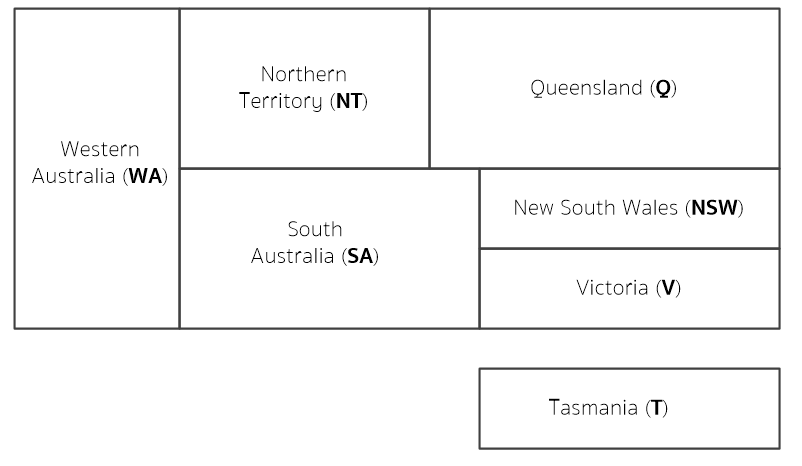 Northern
Territory (NT)
Queensland (Q)
Western
Australia (WA)
New South Wales (NSW)
South
Australia (SA)
Victoria (V)
Tasmania (T)